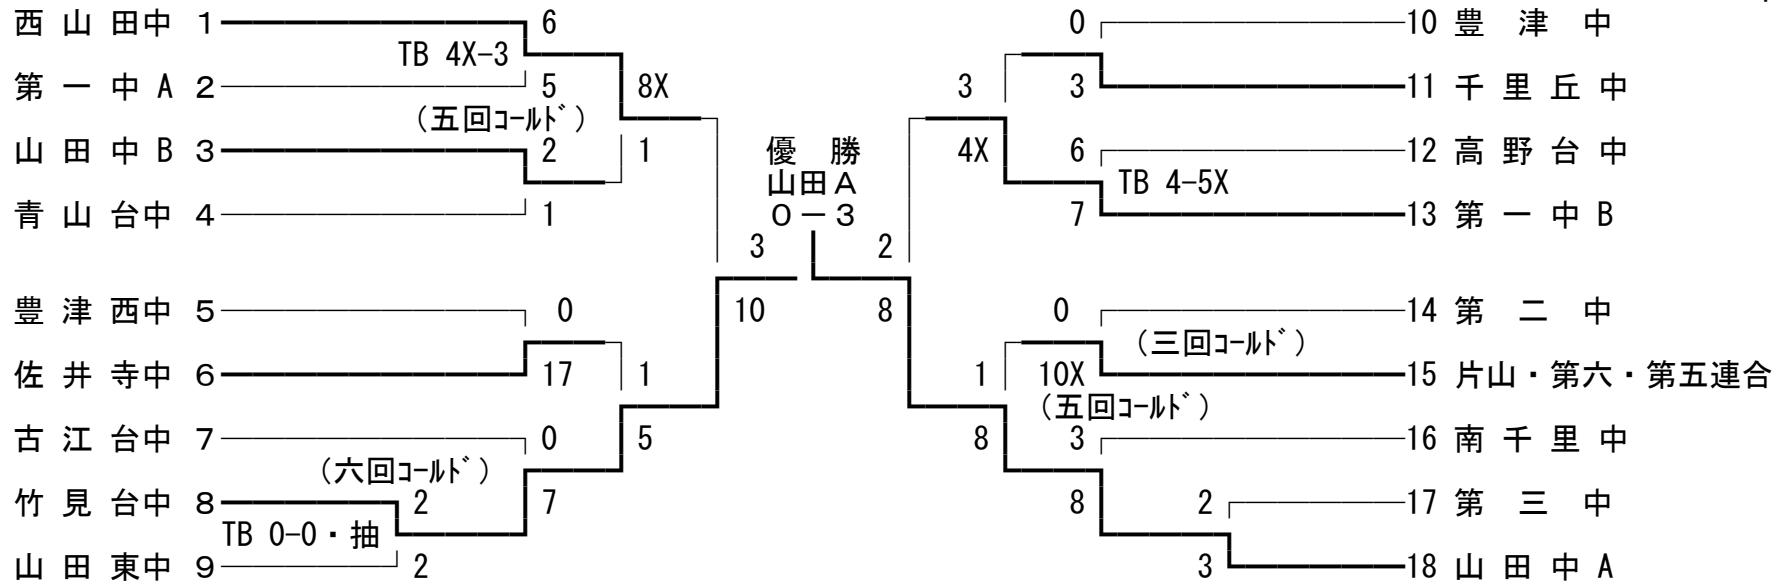 西 山 田中 1
6
TB 4X-3
第 一 中 A 2
5
8X
(五回ｺｰﾙﾄﾞ)
山 田 中 B 3
2
1
青 山 台中 4
1
豊 津 西中 5
0
佐 井 寺中 6
17
1
古 江 台中 7
0
5
(六回ｺｰﾙﾄﾞ)
竹 見 台中 8
2
7
TB 0-0・抽
山 田 東中 9
2
3
10
優 勝
山田A
0-3
2
8
0
10 豊 津 中
3
3
11 千 里 丘 中
4X
6
12 高 野 台 中
TB 4-5X
7
13 第 一 中 B
0
14 第 二 中
(三回ｺｰﾙﾄﾞ)
1
10X
15 片山・第六・第五連合
(五回ｺｰﾙﾄﾞ)
8
3
16 南 千 里 中
8
2
17 第 三 中
3
18 山 田 中 A